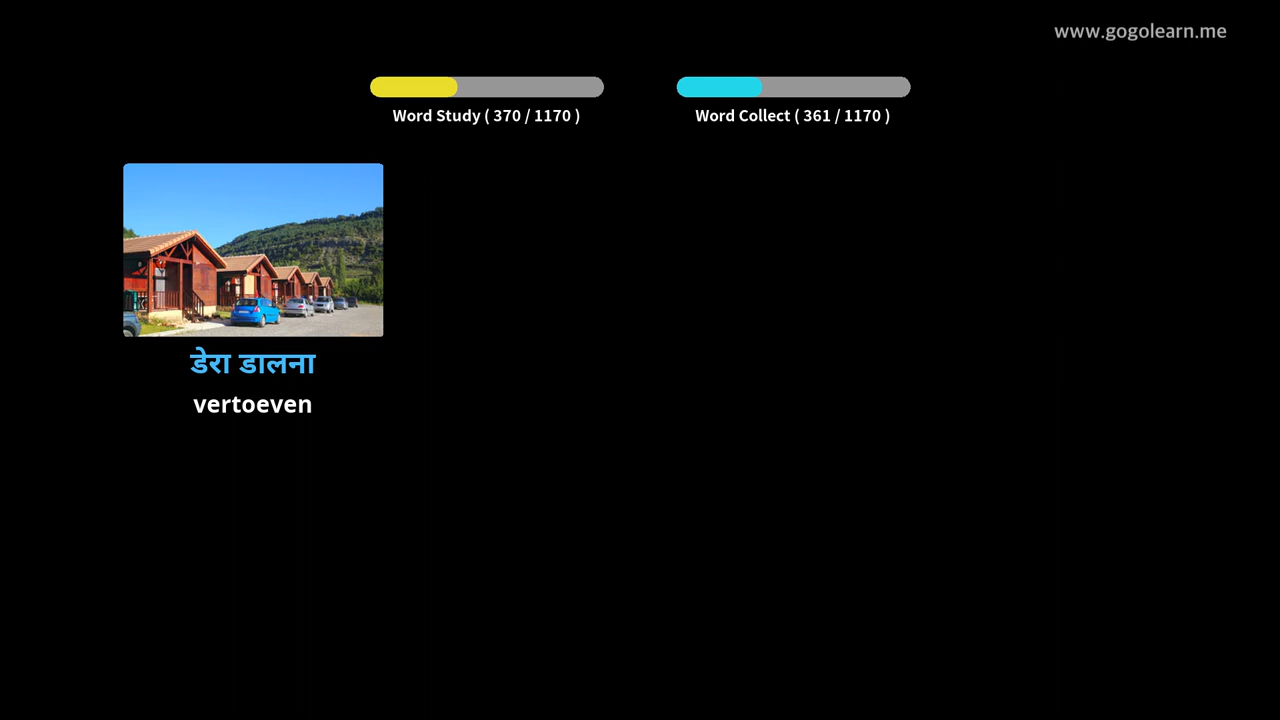 www.gogolearn.me
Word Study ( 370 / 1170 )
Word Collect ( 361 / 1170 )
डेरा डालना
vertoeven